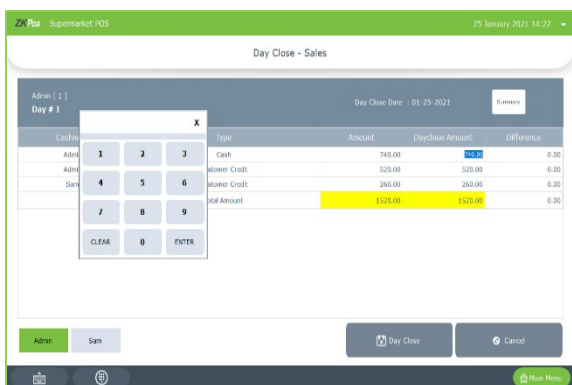 ZKPos Supermarket POS 25 January 2021 14:22
Day Close - Sales
Admin [ 1 ]
Day # 1
Day Close Date : 01-25-2021
Summary
Cashie Type Amount Dayclose Amount Difference
Admi Cash 740.00 740.00 0.00
Admi stomer Credit 520.00 520.00 0.00
Sam stomer Credit 260.00 260.00 0.00
otal Amount 1520.00 1520.00 0.00
X
1 2 3
4 5 6
7 8 9
CLEAR 0 ENTER
Admin Sam Day Close Cancel
Main Menu